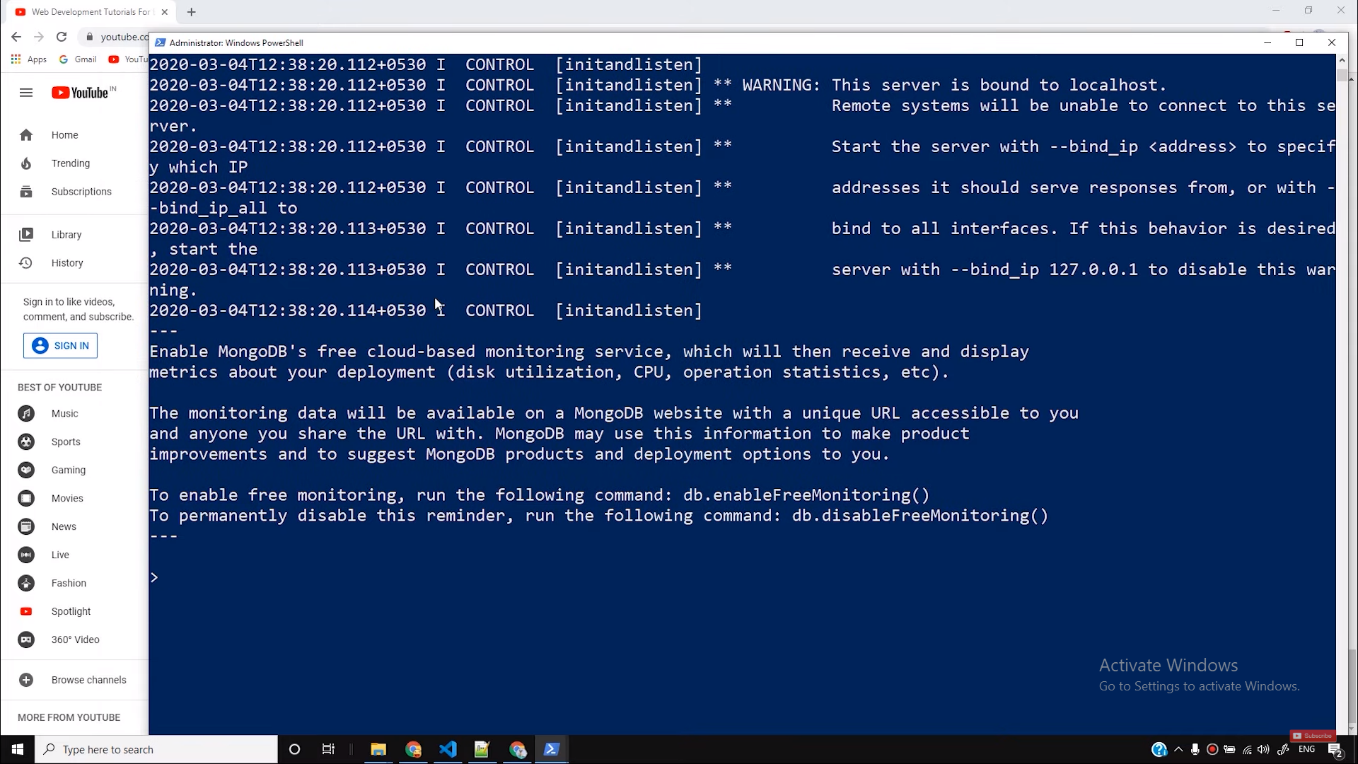 Web Development Tutorials For
youtube.co
Apps
Gmail
YouTu
Administrator: Windows PowerShell
YouTube IN
Home
Trending
Subscriptions
Library
History
Sign in to like videos,
comment, and subscribe.
SIGN IN
BEST OF YOUTUBE
Music
Sports
Gaming
Movies
News
Live
Fashion
Spotlight
360° Video
Browse channels
MORE FROM YOUTUBE
2020-03-04T12:38:20.112+0530 I  CONTROL  [initandlisten]
2020-03-04T12:38:20.112+0530 I  CONTROL  [initandlisten] ** WARNING: This server is bound to localhost.
2020-03-04T12:38:20.112+0530 I  CONTROL  [initandlisten] **          Remote systems will be unable to connect to this se
rver.
2020-03-04T12:38:20.112+0530 I  CONTROL  [initandlisten] **          Start the server with --bind_ip <address> to specif
y which IP
2020-03-04T12:38:20.112+0530 I  CONTROL  [initandlisten] **          addresses it should serve responses from, or with -
-bind_ip_all to
2020-03-04T12:38:20.113+0530 I  CONTROL  [initandlisten] **          bind to all interfaces. If this behavior is desired
, start the
2020-03-04T12:38:20.113+0530 I  CONTROL  [initandlisten] **          server with --bind_ip 127.0.0.1 to disable this war
ning.
2020-03-04T12:38:20.114+0530 I  CONTROL  [initandlisten]
---
Enable MongoDB's free cloud-based monitoring service, which will then receive and display
metrics about your deployment (disk utilization, CPU, operation statistics, etc).
The monitoring data will be available on a MongoDB website with a unique URL accessible to you
and anyone you share the URL with. MongoDB may use this information to make product
improvements and to suggest MongoDB products and deployment options to you.
To enable free monitoring, run the following command: db.enableFreeMonitoring()
To permanently disable this reminder, run the following command: db.disableFreeMonitoring()
---
>
Activate Windows
Go to Settings to activate Windows.
Subscribe
Type here to search
ENG
2